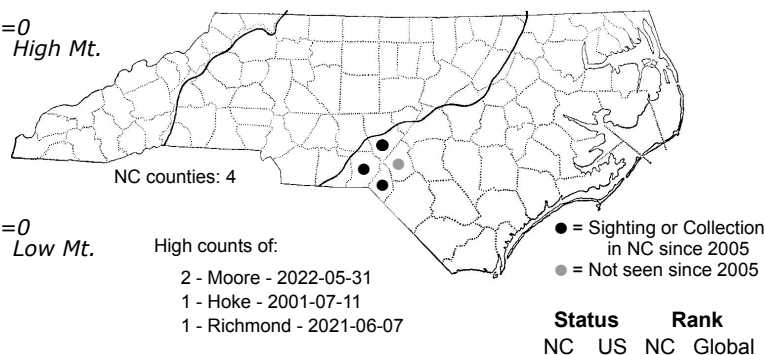 =0
High Mt.
NC counties: 4
=0
Low Mt.
High counts of:
2 - Moore - 2022-05-31
1 - Hoke - 2001-07-11
1 - Richmond - 2021-06-07
● = Sighting or Collection
in NC since 2005
● = Not seen since 2005
Status Rank
NC US NC Global